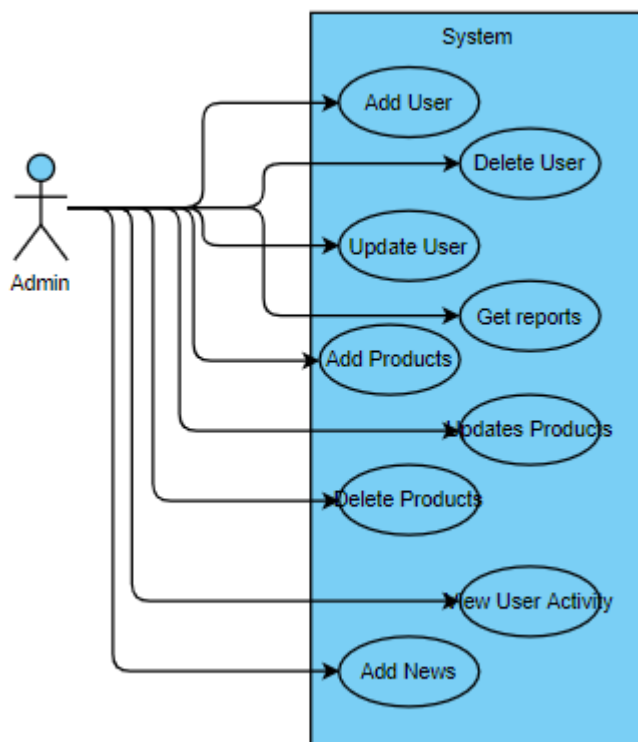 System
Add User
Delete User
Update User
Admin
Get reports
Add Products
Updates Products
Delete Products
View User Activity
Add News